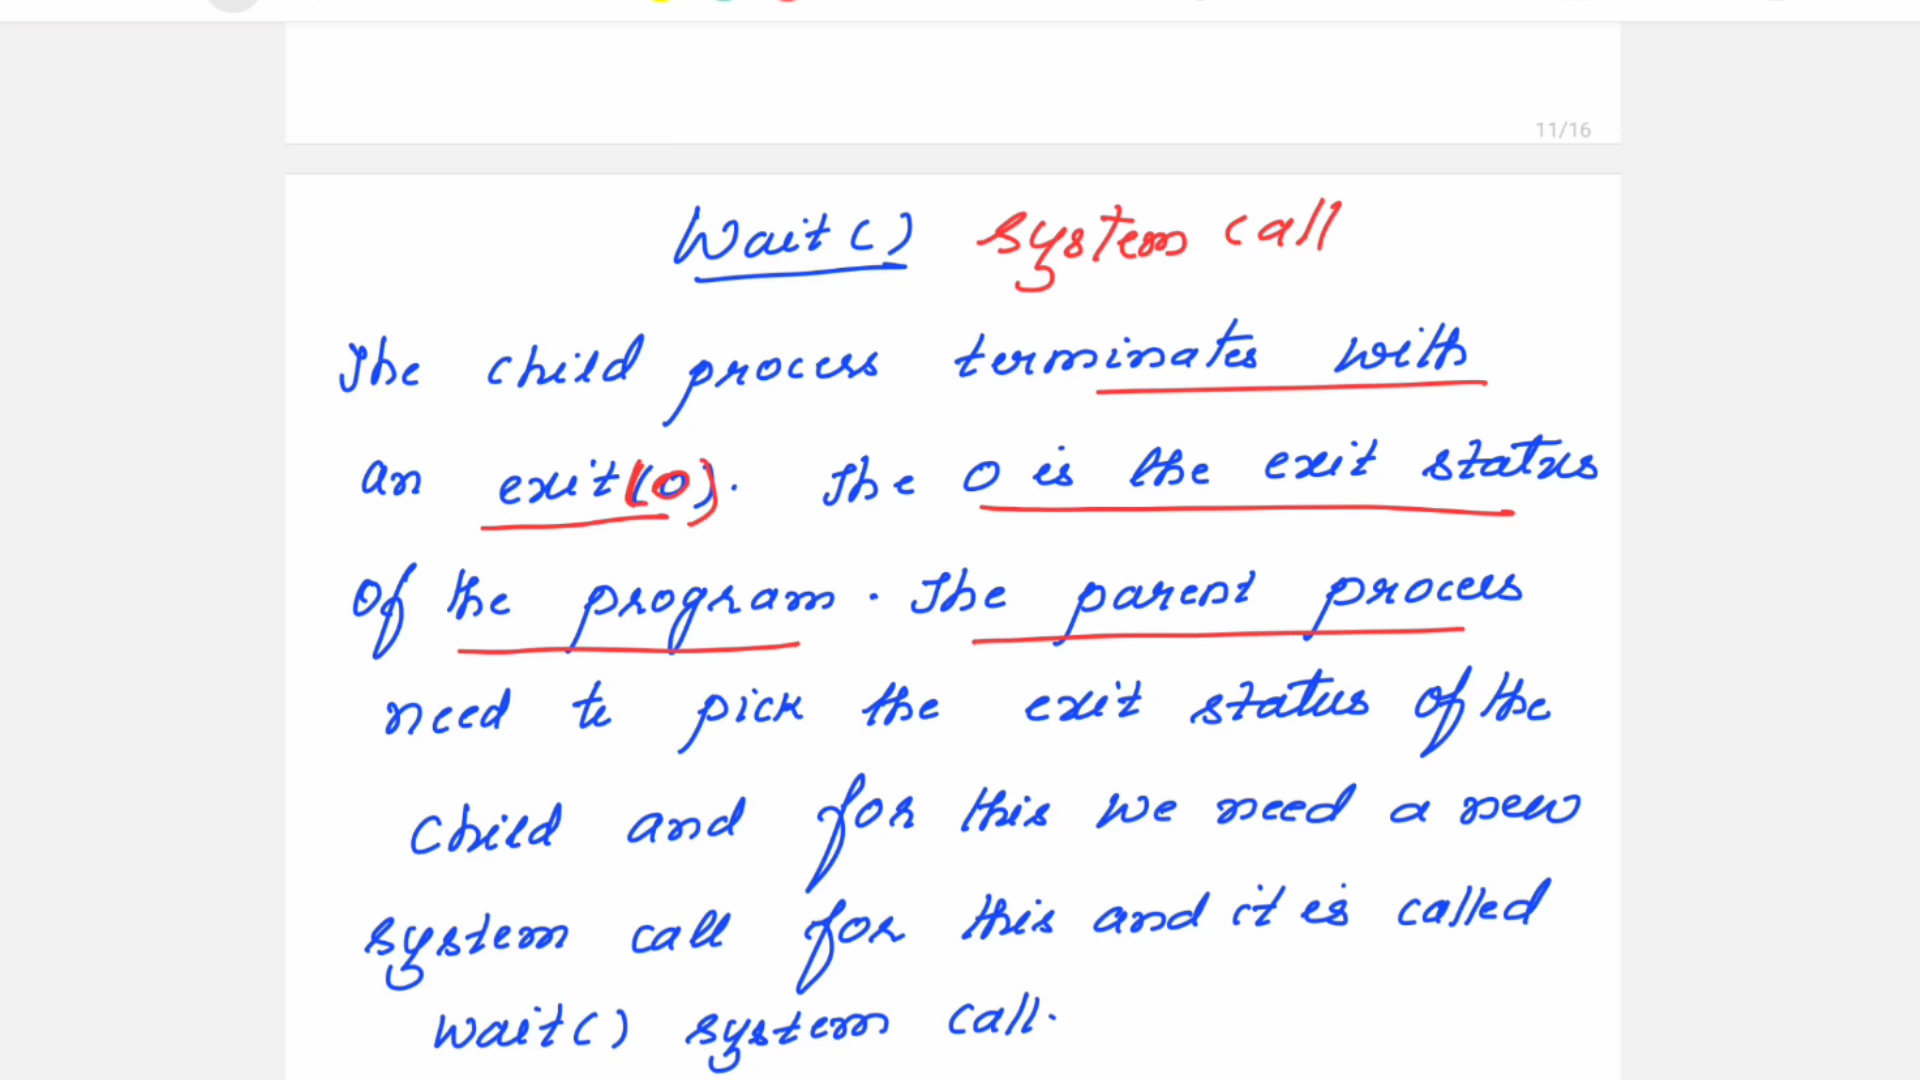 11/16
Wait() system call
The child process terminates with
an exit(0). The 0 is the exit status
of the program. The parent process
need to pick the exit status of the
child and for this we need a new
system call for this and it is called
wait() system call.